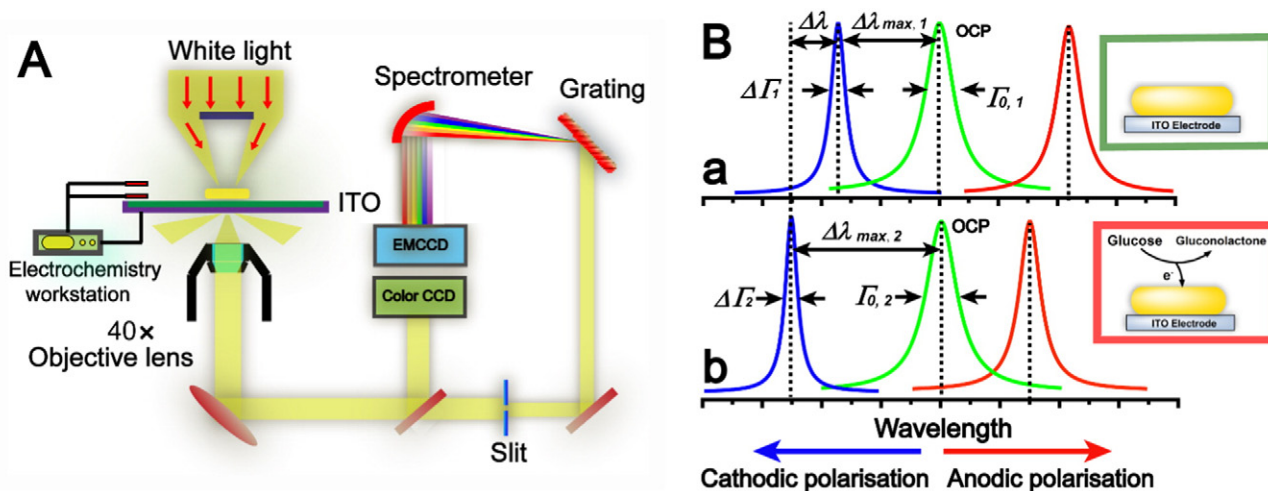 A
White light
Spectrometer
Grating
ITO
EMCCD
Color CCD
Electrochemistry
workstation
40×
Objective lens
Slit
B
Δλ
Δλ max, 1
OCP
ΔΓ1
Γ0, 1
ITO Electrode
a
Δλ max, 2
OCP
Glucose
Gluconolactone
e-
ΔΓ2
Γ0, 2
ITO Electrode
b
Wavelength
Cathodic polarisation
Anodic polarisation